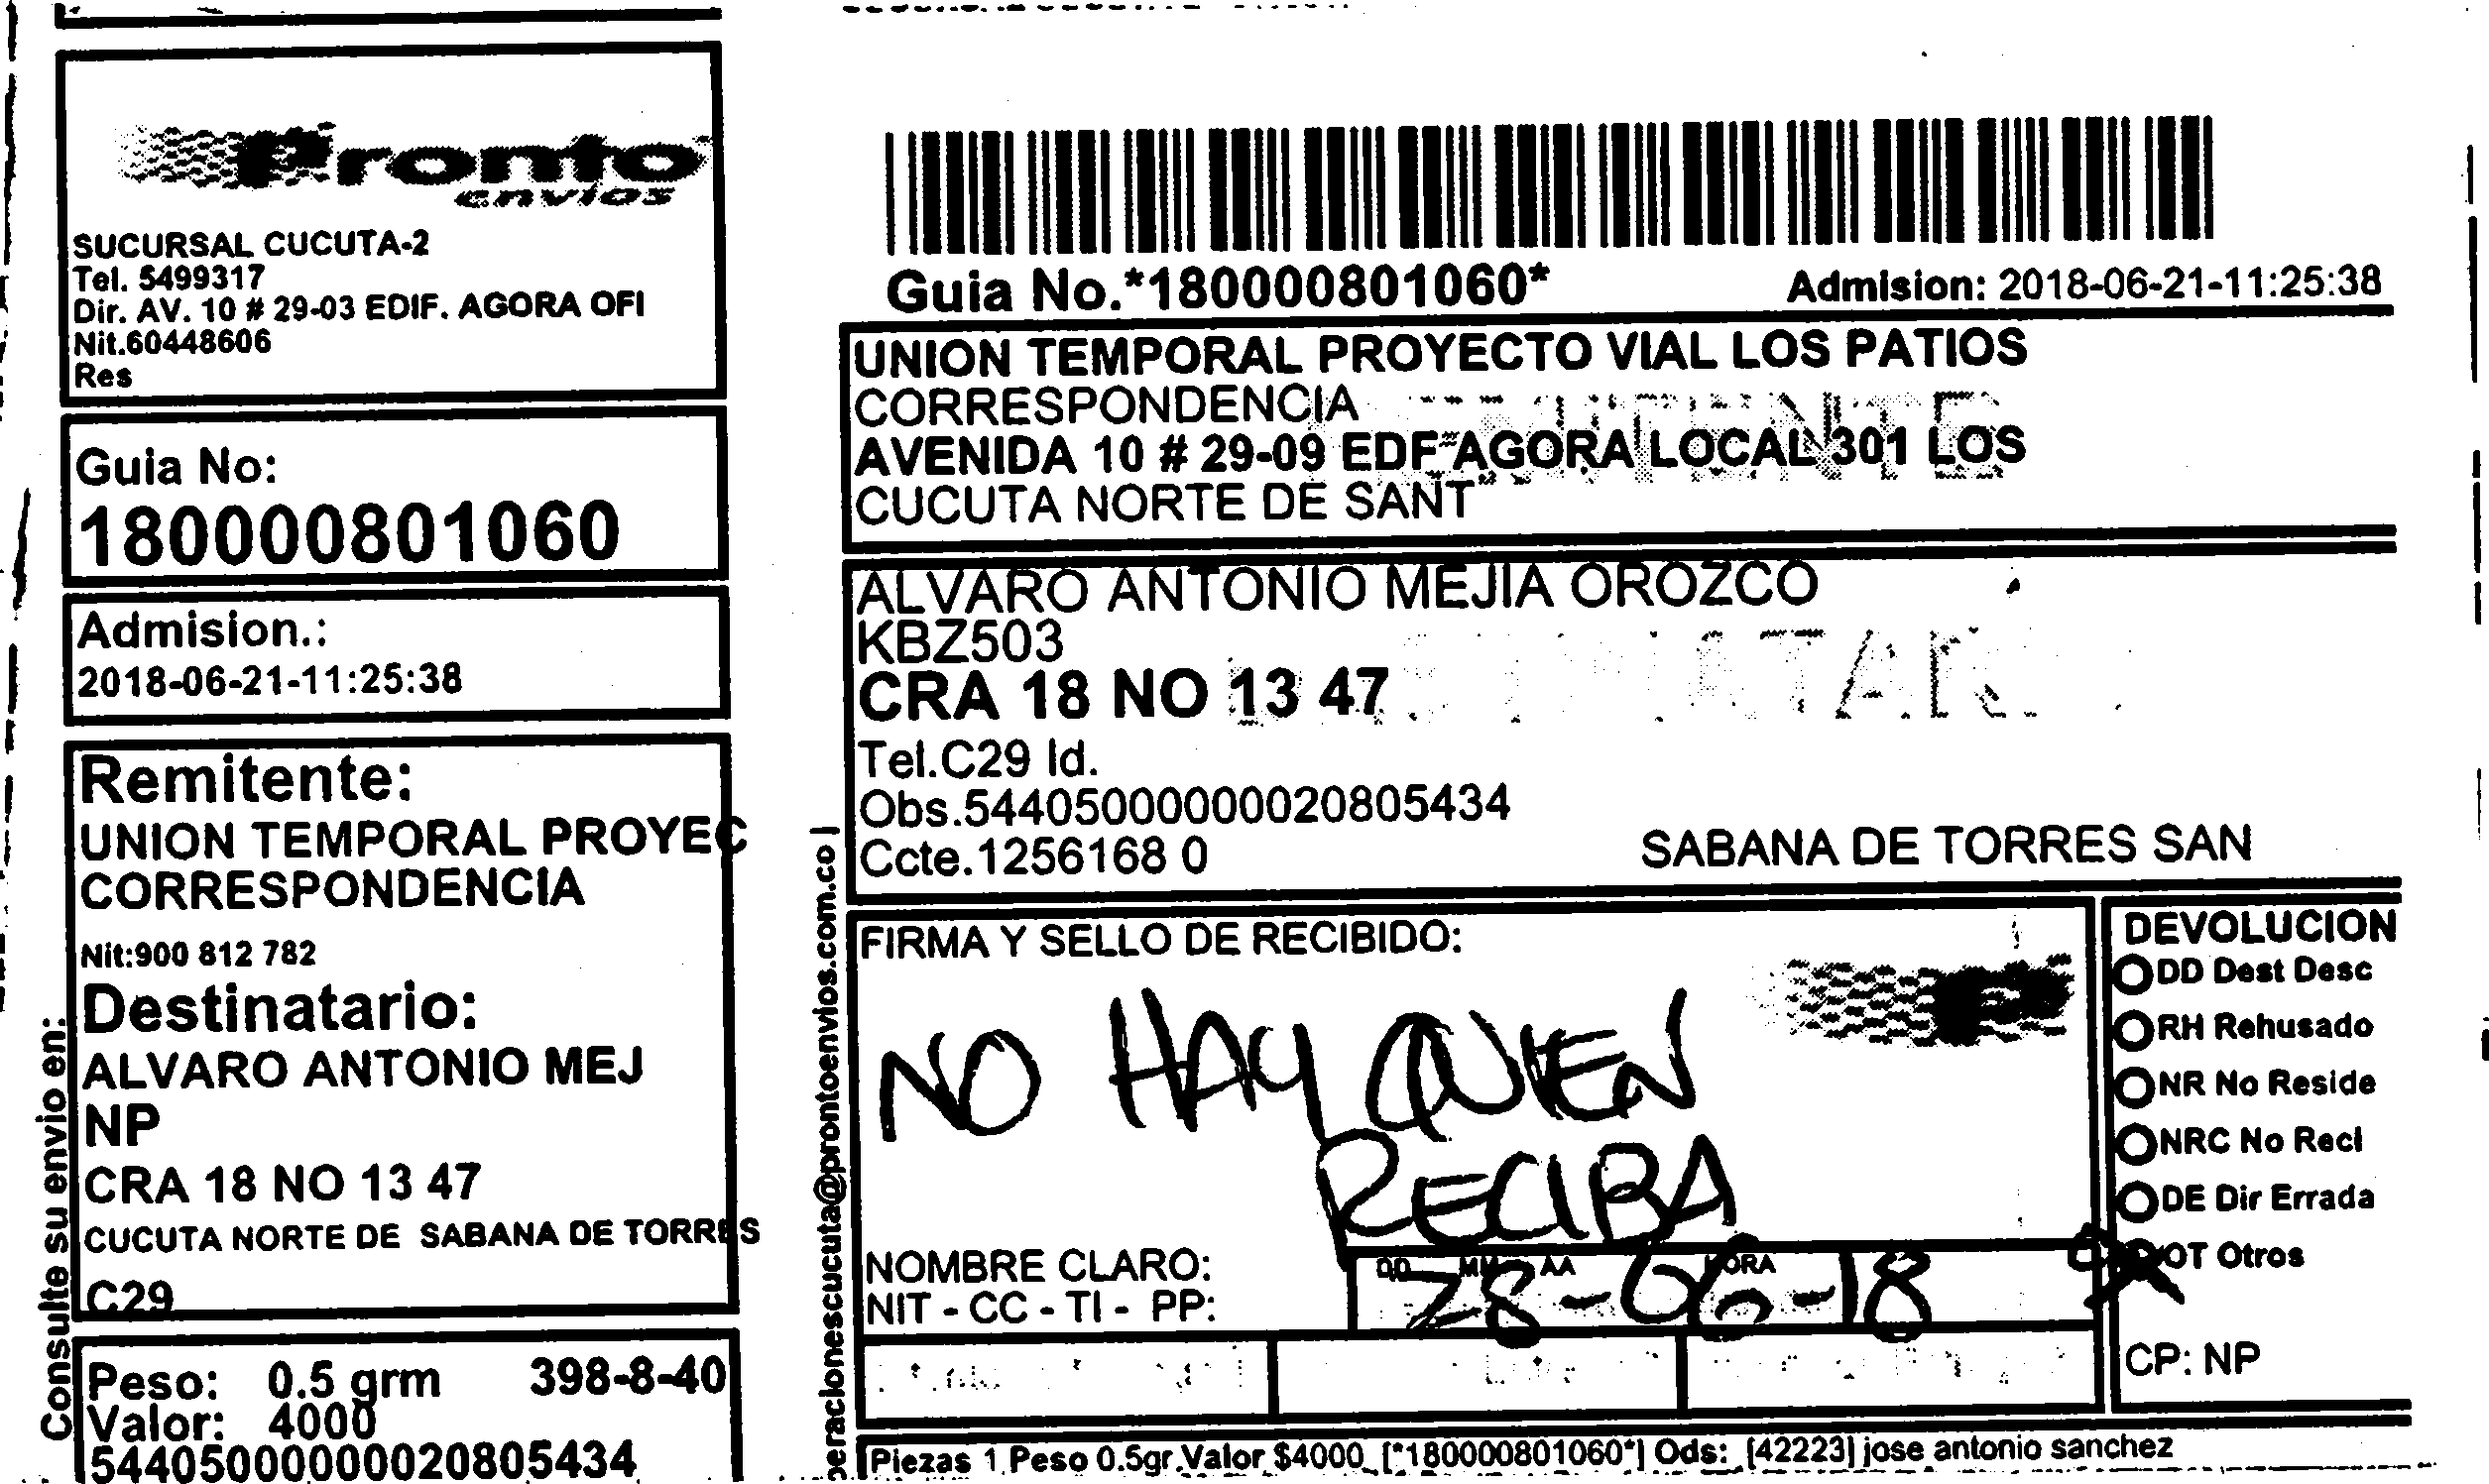 Pronto
envios
SUCURSAL CUCUTA-2
Tel. 5499317
Dir. AV. 10 # 29-03 EDIF. AGORA OFI
Nit.60448606
Res
Guia No:
180000801060
Admision.:
2018-06-21-11:25:38
Remitente:
UNION TEMPORAL PROYEC
CORRESPONDENCIA
Nit:900 812 782
Destinatario:
ALVARO ANTONIO MEJ
NP
CRA 18 NO 13 47
CUCUTA NORTE DE SABANA DE TORRES
C29
Peso: 0.5 grm 398-8-40
Valor: 4000
544050000000020805434
Consulte su envio en:
peracionescucuta@prontoenvios.com.co |
Guia No.*180000801060*
Admision: 2018-06-21-11:25:38
UNION TEMPORAL PROYECTO VIAL LOS PATIOS
CORRESPONDENCIA
AVENIDA 10 # 29-09 EDF AGORA LOCAL 301 LOS
CUCUTA NORTE DE SANT
ALVARO ANTONIO MEJIA OROZCO
KBZ503
CRA 18 NO 13 47
Tel.C29 Id.
Obs.544050000000020805434
Ccte.1256168 0
SABANA DE TORRES SAN
FIRMA Y SELLO DE RECIBIDO:
NO HAY QUIEN
RECIBA
NOMBRE CLARO:
NIT - CC - TI - PP:
DD MM AA HORA
28-06-18
DEVOLUCION
DD Dest Desc
RH Rehusado
NR No Reside
NRC No Reci
DE Dir Errada
OT Otros
CP: NP
Piezas 1 Peso 0.5gr.Valor $4000 [*180000801060*] Ods: [42223] jose antonio sanchez